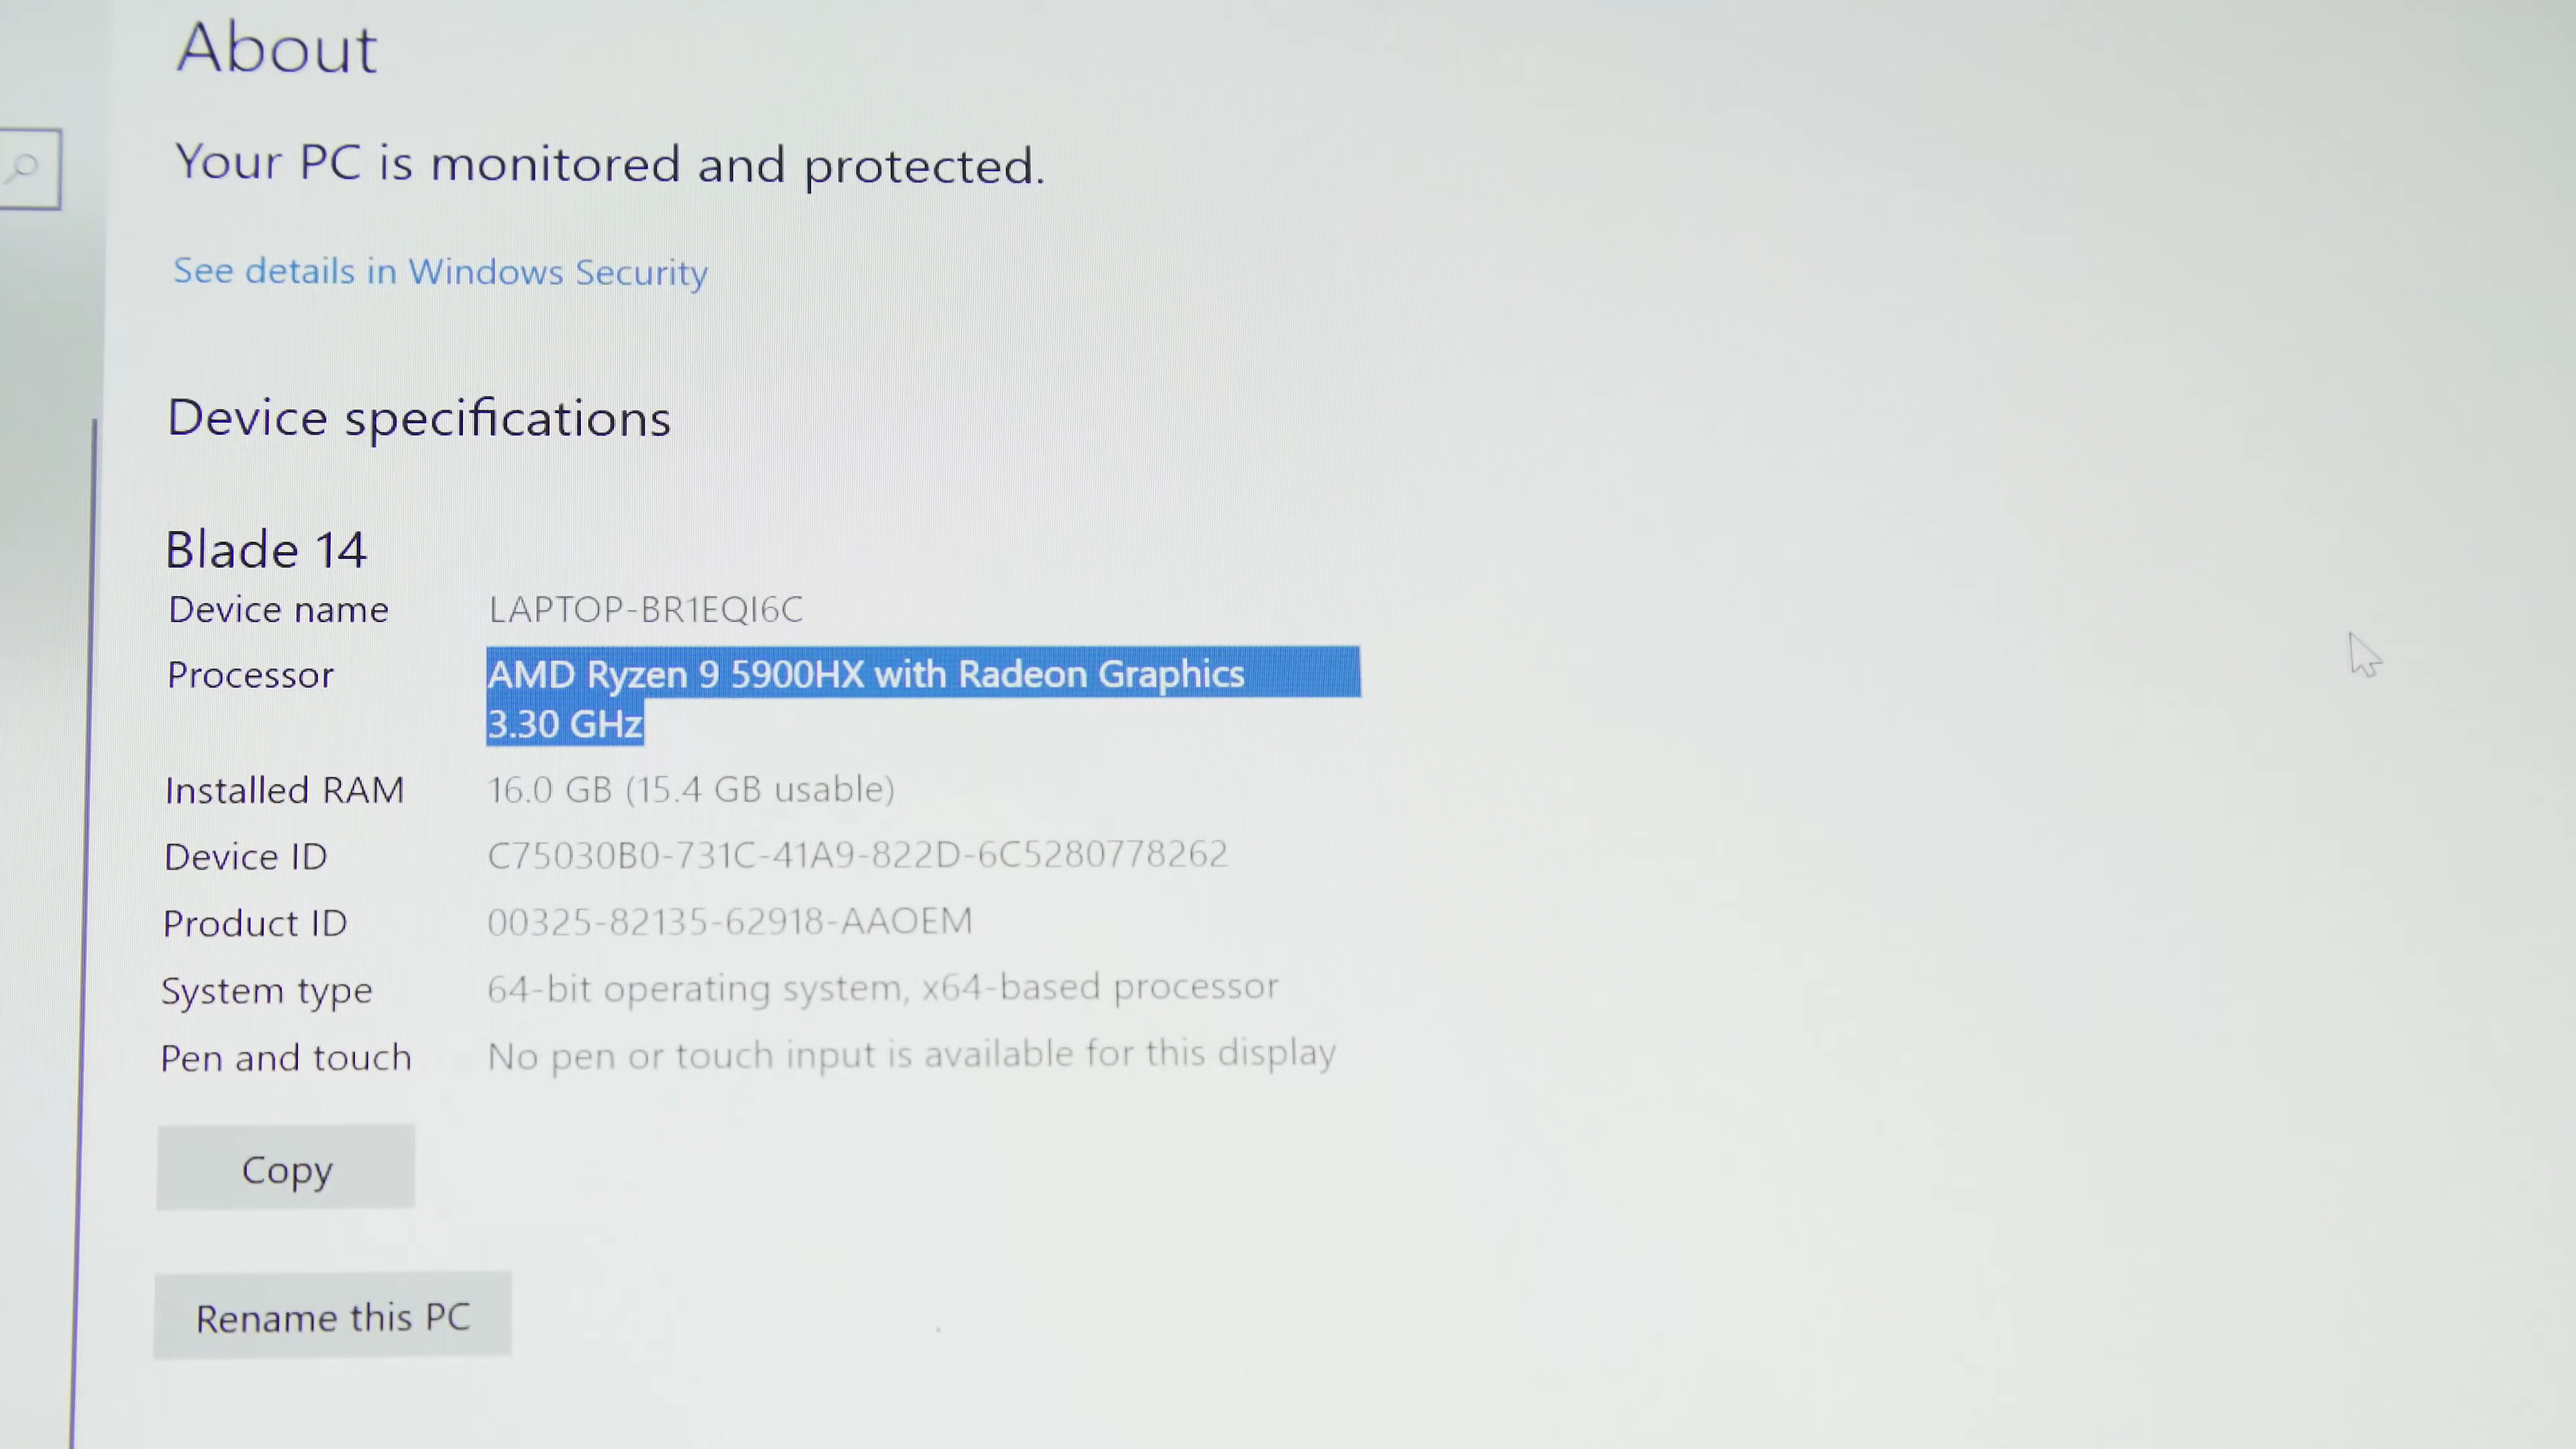 About
Your PC is monitored and protected.
See details in Windows Security
Device specifications
Blade 14
Device name LAPTOP-BR1EQI6C
Processor AMD Ryzen 9 5900HX with Radeon Graphics
3.30 GHz
Installed RAM 16.0 GB (15.4 GB usable)
Device ID C75030B0-731C-41A9-822D-6C5280778262
Product ID 00325-82135-62918-AAOEM
System type 64-bit operating system, x64-based processor
Pen and touch No pen or touch input is available for this display
Copy
Rename this PC